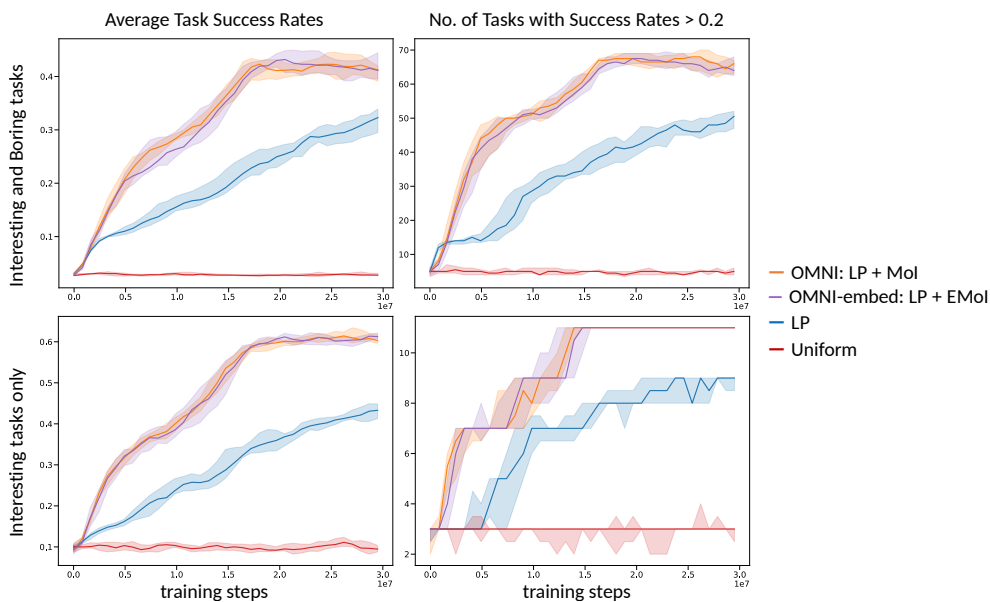 Average Task Success Rates
No. of Tasks with Success Rates > 0.2
Interesting and Boring tasks
0.4
0.3
0.2
0.1
0.0 0.5 1.0 1.5 2.0 2.5 3.0
1e7
70
60
50
40
30
20
10
0.0 0.5 1.0 1.5 2.0 2.5 3.0
1e7
OMNI: LP + MoI
OMNI-embed: LP + EMoI
LP
Uniform
Interesting tasks only
0.6
0.5
0.4
0.3
0.2
0.1
0.0 0.5 1.0 1.5 2.0 2.5 3.0
1e7
training steps
10
8
6
4
2
0.0 0.5 1.0 1.5 2.0 2.5 3.0
1e7
training steps